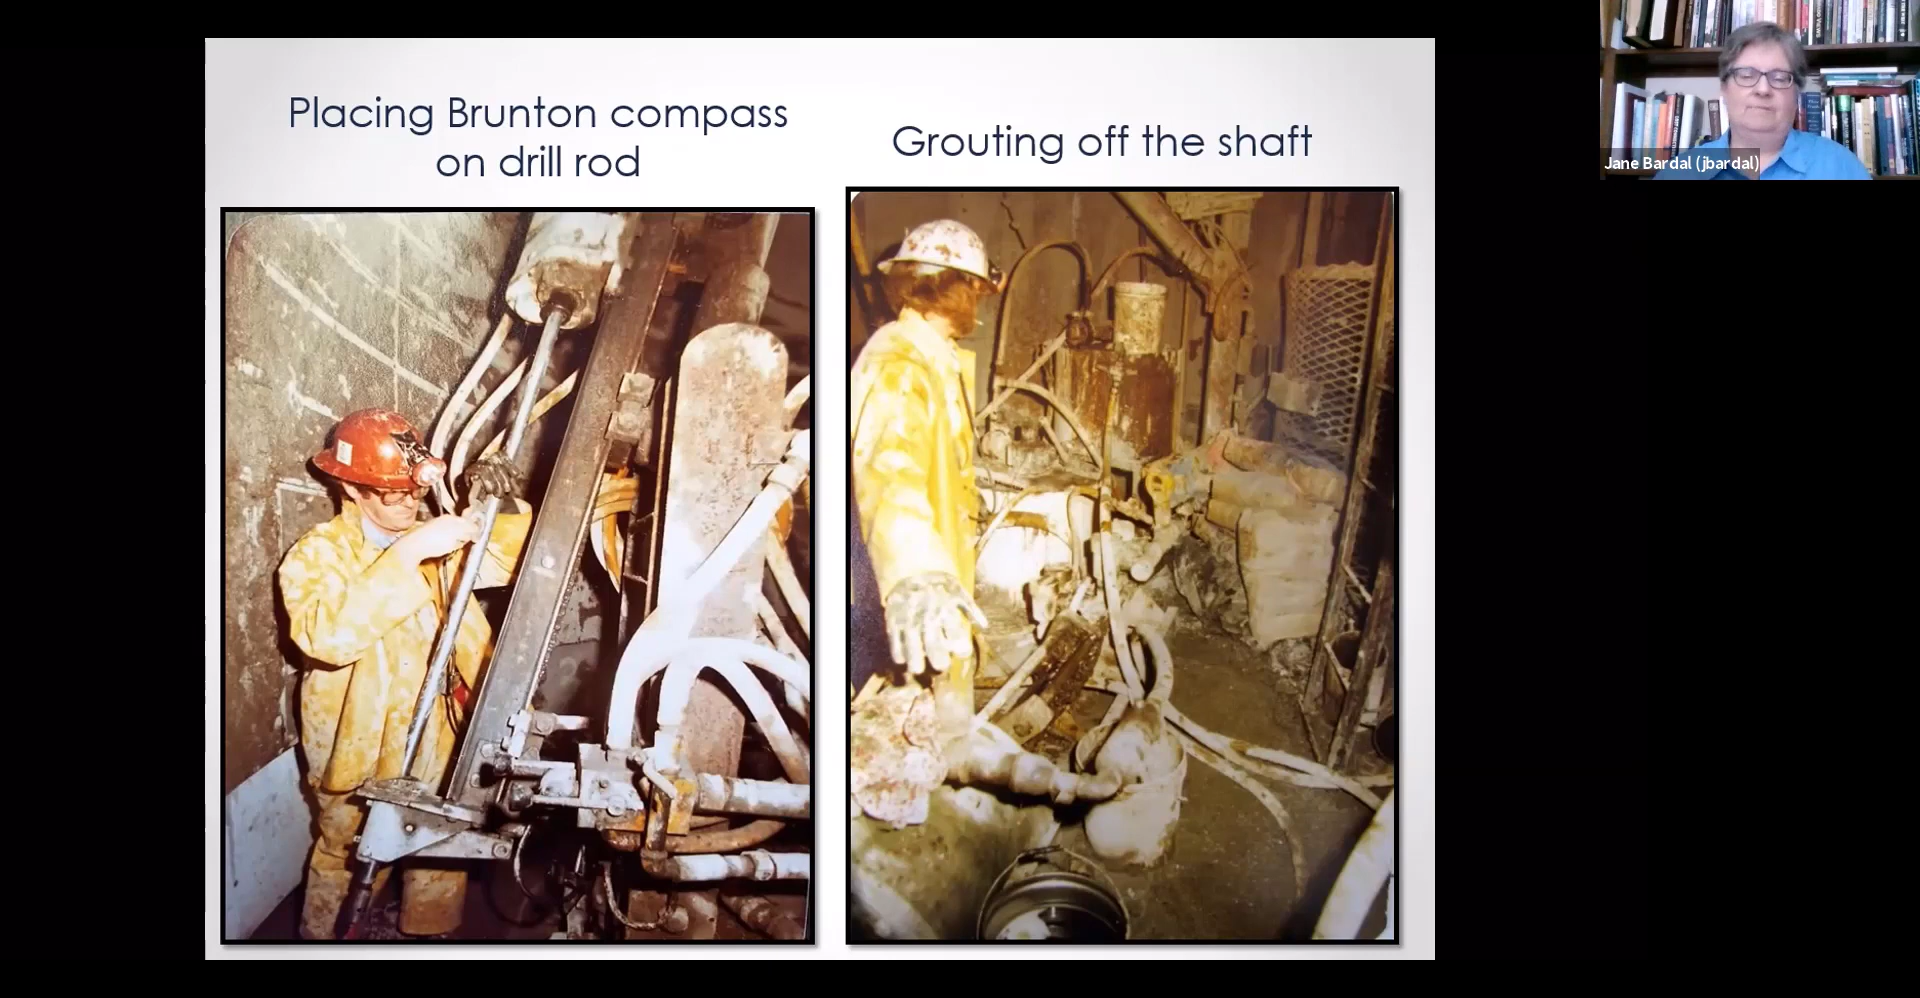 Placing Brunton compass
on drill rod
Grouting off the shaft
Jane Bardal (jbardal)